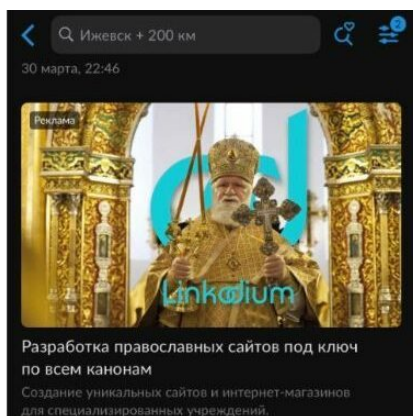 Ижевск + 200 км
2
30 марта, 22:46
Реклама
Linkodium
Разработка православных сайтов под ключ
по всем канонам
Создание уникальных сайтов и интернет-магазинов
для специализированных учреждений.